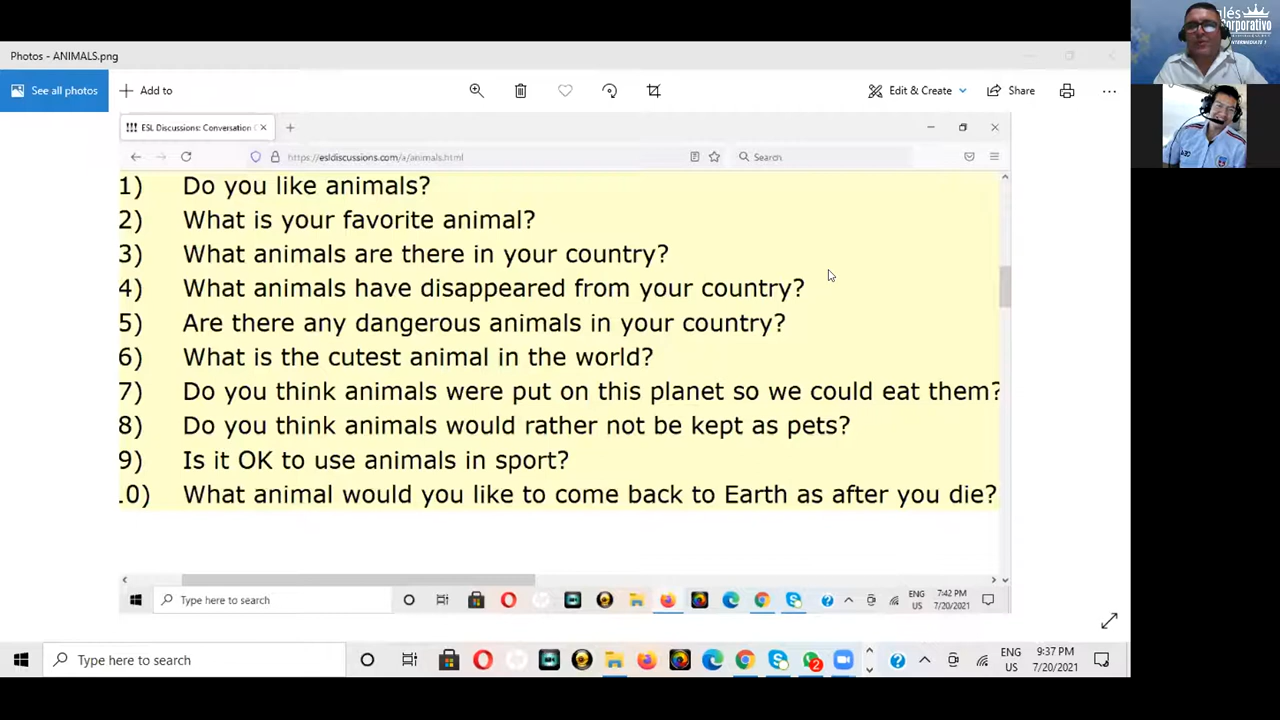 Photos - ANIMALS.png
See all photos
Add to
Edit & Create
Share
ESL Discussions: Conversation
https://esldiscussions.com/a/animals.html
Search
1) Do you like animals?
2) What is your favorite animal?
3) What animals are there in your country?
4) What animals have disappeared from your country?
5) Are there any dangerous animals in your country?
6) What is the cutest animal in the world?
7) Do you think animals were put on this planet so we could eat them?
8) Do you think animals would rather not be kept as pets?
9) Is it OK to use animals in sport?
10) What animal would you like to come back to Earth as after you die?
Type here to search
ENG
US
7:42 PM
7/20/2021
Type here to search
2
ENG
US
9:37 PM
7/20/2021
glés
Corporativo
INTERMEDIATE 1